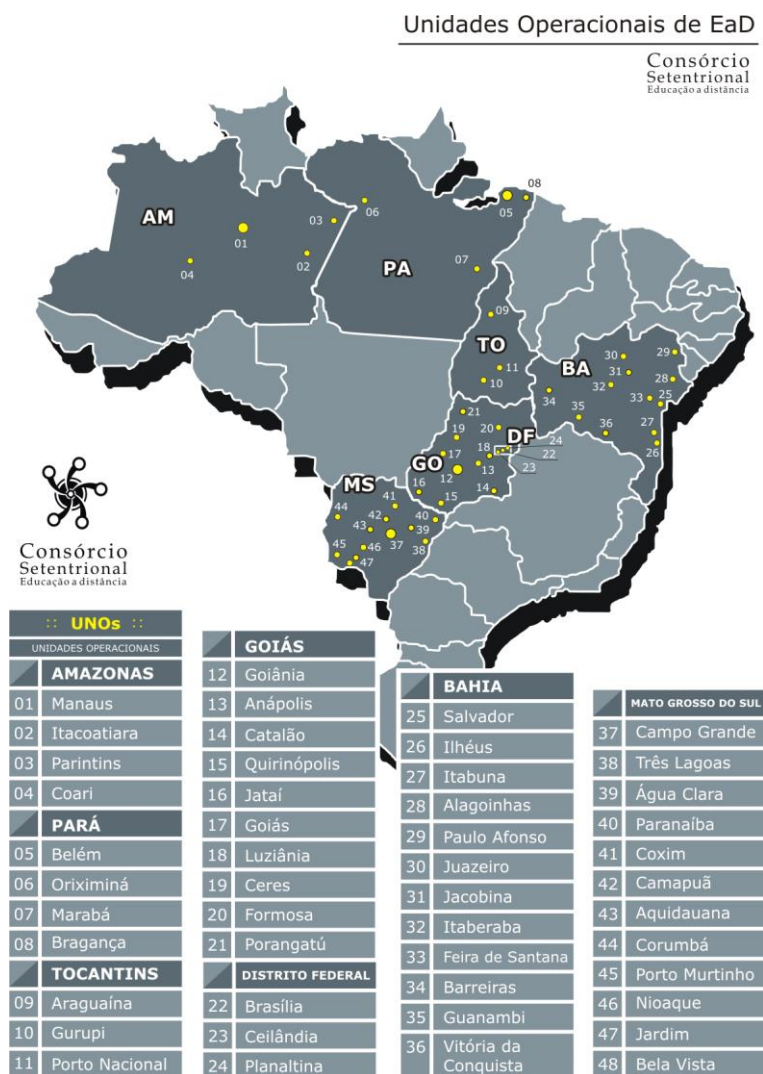 Unidades Operacionais de EaD
Consórcio
Setentrional
Educação a distância
08
06
05
AM
03
01
02
04
PA
07
09
TO
11
10
30
29
BA
31
28
32
34
33
25
35
21
36
27
20
19
DF
24
26
18
22
17
GO
23
13
12
16
14
15
MS
41
44
42
40
43
39
45
46
37
38
47
Consórcio
Setentrional
Educação a distância
:: UNOs ::
UNIDADES OPERACIONAIS
AMAZONAS
01 Manaus
02 Itacoatiara
03 Parintins
04 Coari
PARÁ
05 Belém
06 Oriximiná
07 Marabá
08 Bragança
TOCANTINS
09 Araguaína
10 Gurupi
11 Porto Nacional
GOIÁS
12 Goiânia
13 Anápolis
14 Catalão
15 Quirinópolis
16 Jataí
17 Goiás
18 Luziânia
19 Ceres
20 Formosa
21 Porangatú
DISTRITO FEDERAL
22 Brasília
23 Ceilândia
24 Planaltina
BAHIA
25 Salvador
26 Ilhéus
27 Itabuna
28 Alagoinhas
29 Paulo Afonso
30 Juazeiro
31 Jacobina
32 Itaberaba
33 Feira de Santana
34 Barreiras
35 Guanambi
36 Vitória da
Conquista
MATO GROSSO DO SUL
37 Campo Grande
38 Três Lagoas
39 Água Clara
40 Paranaíba
41 Coxim
42 Camapuã
43 Aquidauana
44 Corumbá
45 Porto Murtinho
46 Nioaque
47 Jardim
48 Bela Vista